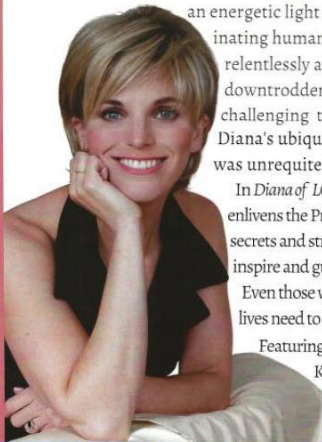 an energetic light
inating human
relentlessly a
downtrodden
challenging t
Diana's ubiqu
was unrequite
In Diana of L
enlivens the Pr
secrets and str
inspire and gu
Even those w
lives need to
Featuring
K